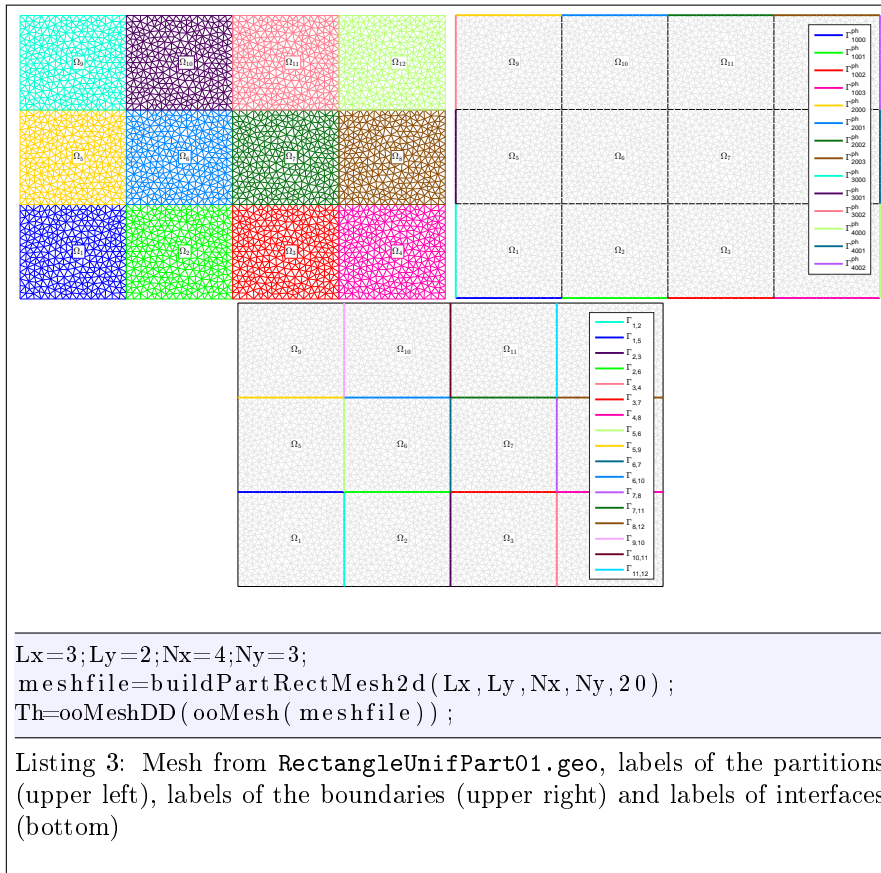 Ω9 Ω10 Ω11 Ω12
Ω5 Ω6 Ω7 Ω8
Ω1 Ω2 Ω3 Ω4
Ω9 Ω10 Ω11
Ω5 Ω6 Ω7
Ω1 Ω2 Ω3
Γ^ph_1000
Γ^ph_1001
Γ^ph_1002
Γ^ph_1003
Γ^ph_2000
Γ^ph_2001
Γ^ph_2002
Γ^ph_2003
Γ^ph_3000
Γ^ph_3001
Γ^ph_3002
Γ^ph_4000
Γ^ph_4001
Γ^ph_4002
Ω9 Ω10 Ω11
Ω5 Ω6 Ω7
Ω1 Ω2 Ω3
Γ1,2
Γ1,5
Γ2,3
Γ2,6
Γ3,4
Γ3,7
Γ4,8
Γ5,6
Γ5,9
Γ6,7
Γ6,10
Γ7,8
Γ7,11
Γ8,12
Γ9,10
Γ10,11
Γ11,12
Lx=3;Ly=2;Nx=4;Ny=3;
meshfile=buildPartRectMesh2d(Lx,Ly,Nx,Ny,20);
Th=ooMeshDD(ooMesh(meshfile));
Listing 3: Mesh from RectangleUnifPart01.geo, labels of the partitions
(upper left), labels of the boundaries (upper right) and labels of interfaces
(bottom)